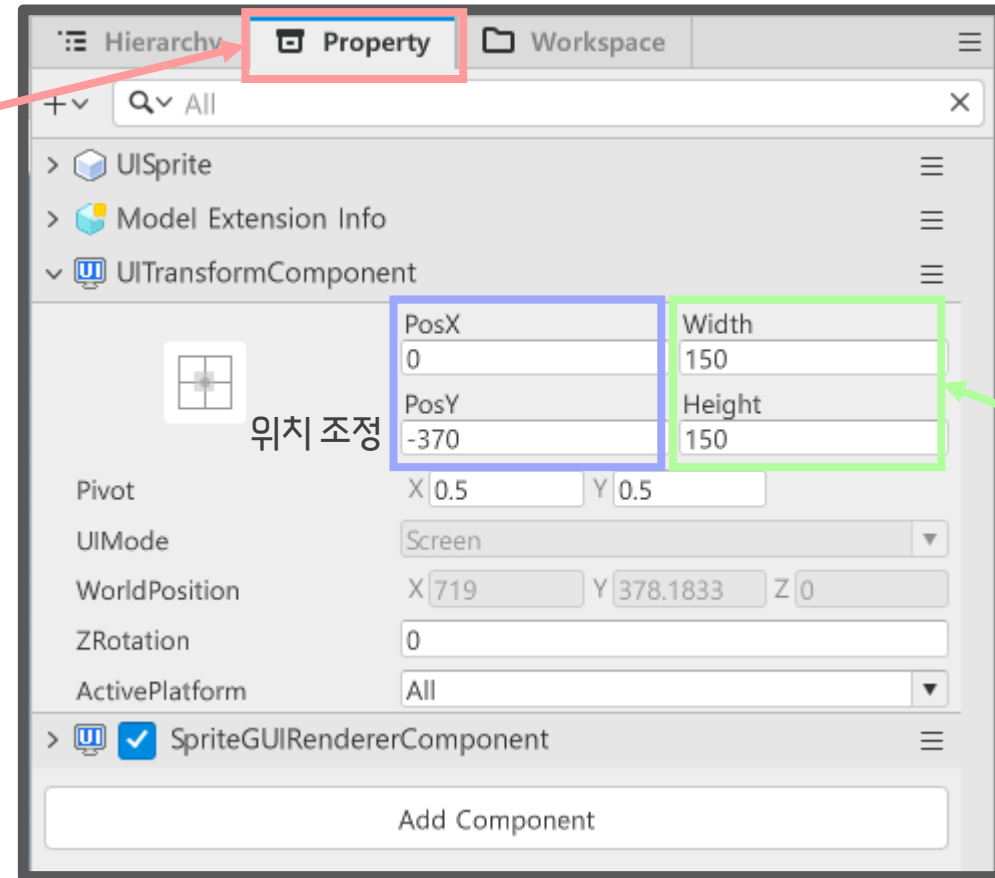 Hierarchy Property Workspace
All
UISprite
Model Extension Info
UI UITransformComponent
PosX Width
0 150
PosY Height
위치 조정 -370 150
Pivot X 0.5 Y 0.5
UIMode Screen
WorldPosition X 719 Y 378.1833 Z 0
ZRotation 0
ActivePlatform All
UI SpriteGUIRendererComponent
Add Component